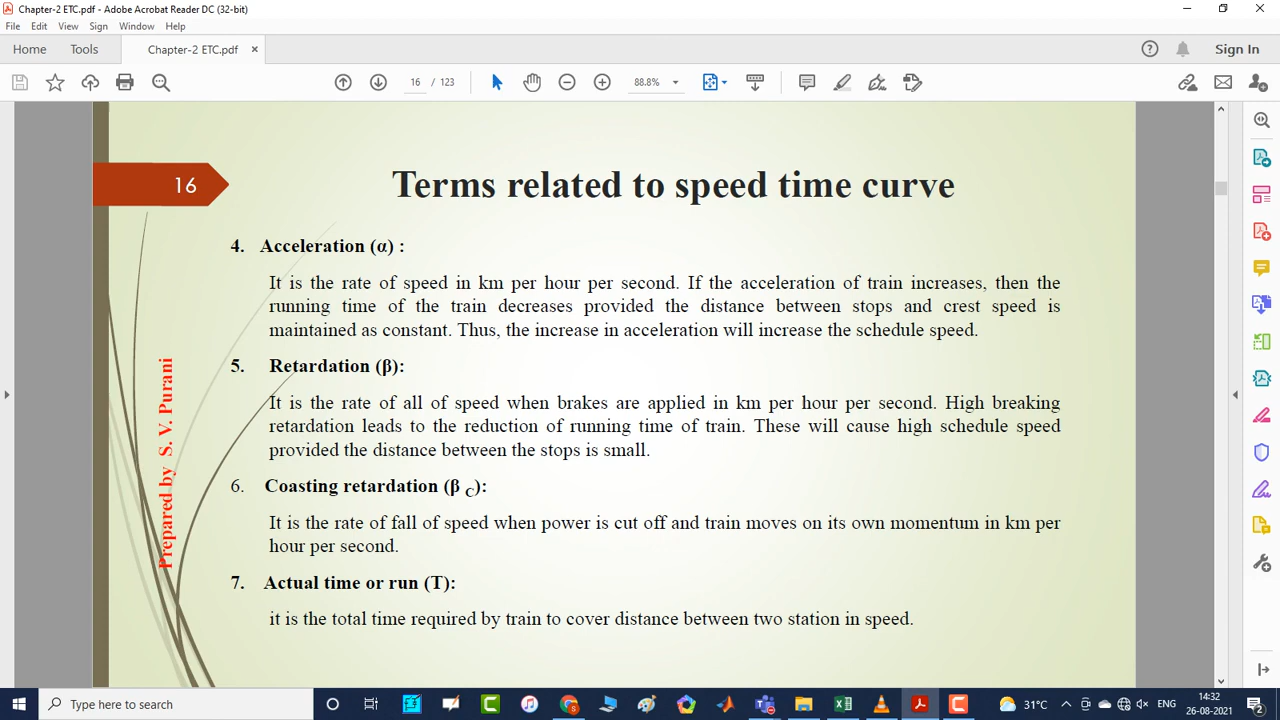 Chapter-2 ETC.pdf - Adobe Acrobat Reader DC (32-bit)
File Edit View Sign Window Help
Home Tools Chapter-2 ETC.pdf × Sign In
16 / 123 88.8%
16
Terms related to speed time curve
4. Acceleration (α) :
It is the rate of speed in km per hour per second. If the acceleration of train increases, then the
running time of the train decreases provided the distance between stops and crest speed is
maintained as constant. Thus, the increase in acceleration will increase the schedule speed.
5. Retardation (β):
It is the rate of all of speed when brakes are applied in km per hour per second. High breaking
retardation leads to the reduction of running time of train. These will cause high schedule speed
provided the distance between the stops is small.
6. Coasting retardation (β C):
It is the rate of fall of speed when power is cut off and train moves on its own momentum in km per
hour per second.
7. Actual time or run (T):
it is the total time required by train to cover distance between two station in speed.
Prepared by S. V. Purani
Type here to search
31°C ENG
14:32
26-08-2021
2